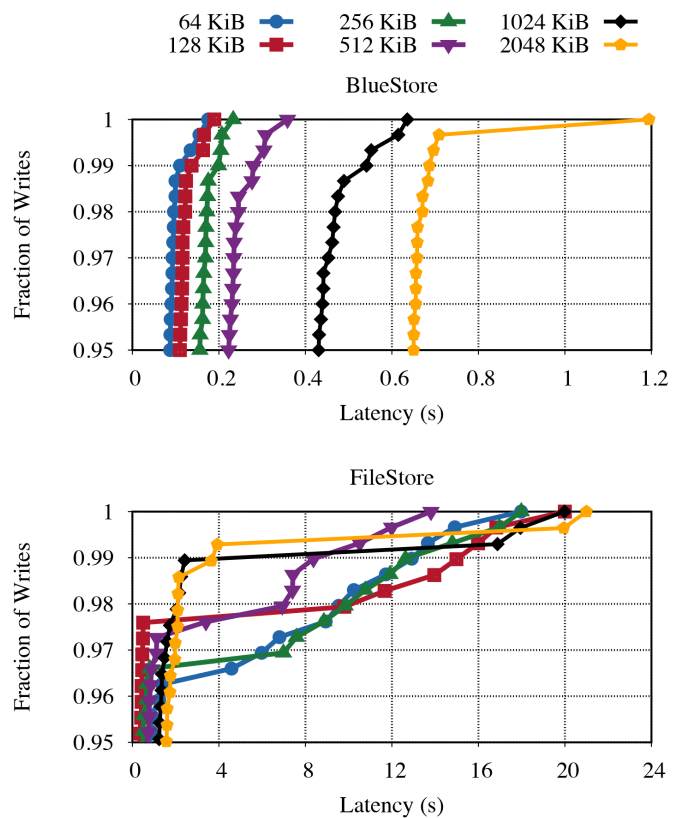 64 KiB 256 KiB 1024 KiB
128 KiB 512 KiB 2048 KiB
BlueStore
1
0.99
0.98
0.97
0.96
0.95
Fraction of Writes
0 0.2 0.4 0.6 0.8 1 1.2
Latency (s)
FileStore
1
0.99
0.98
0.97
0.96
0.95
Fraction of Writes
0 4 8 12 16 20 24
Latency (s)